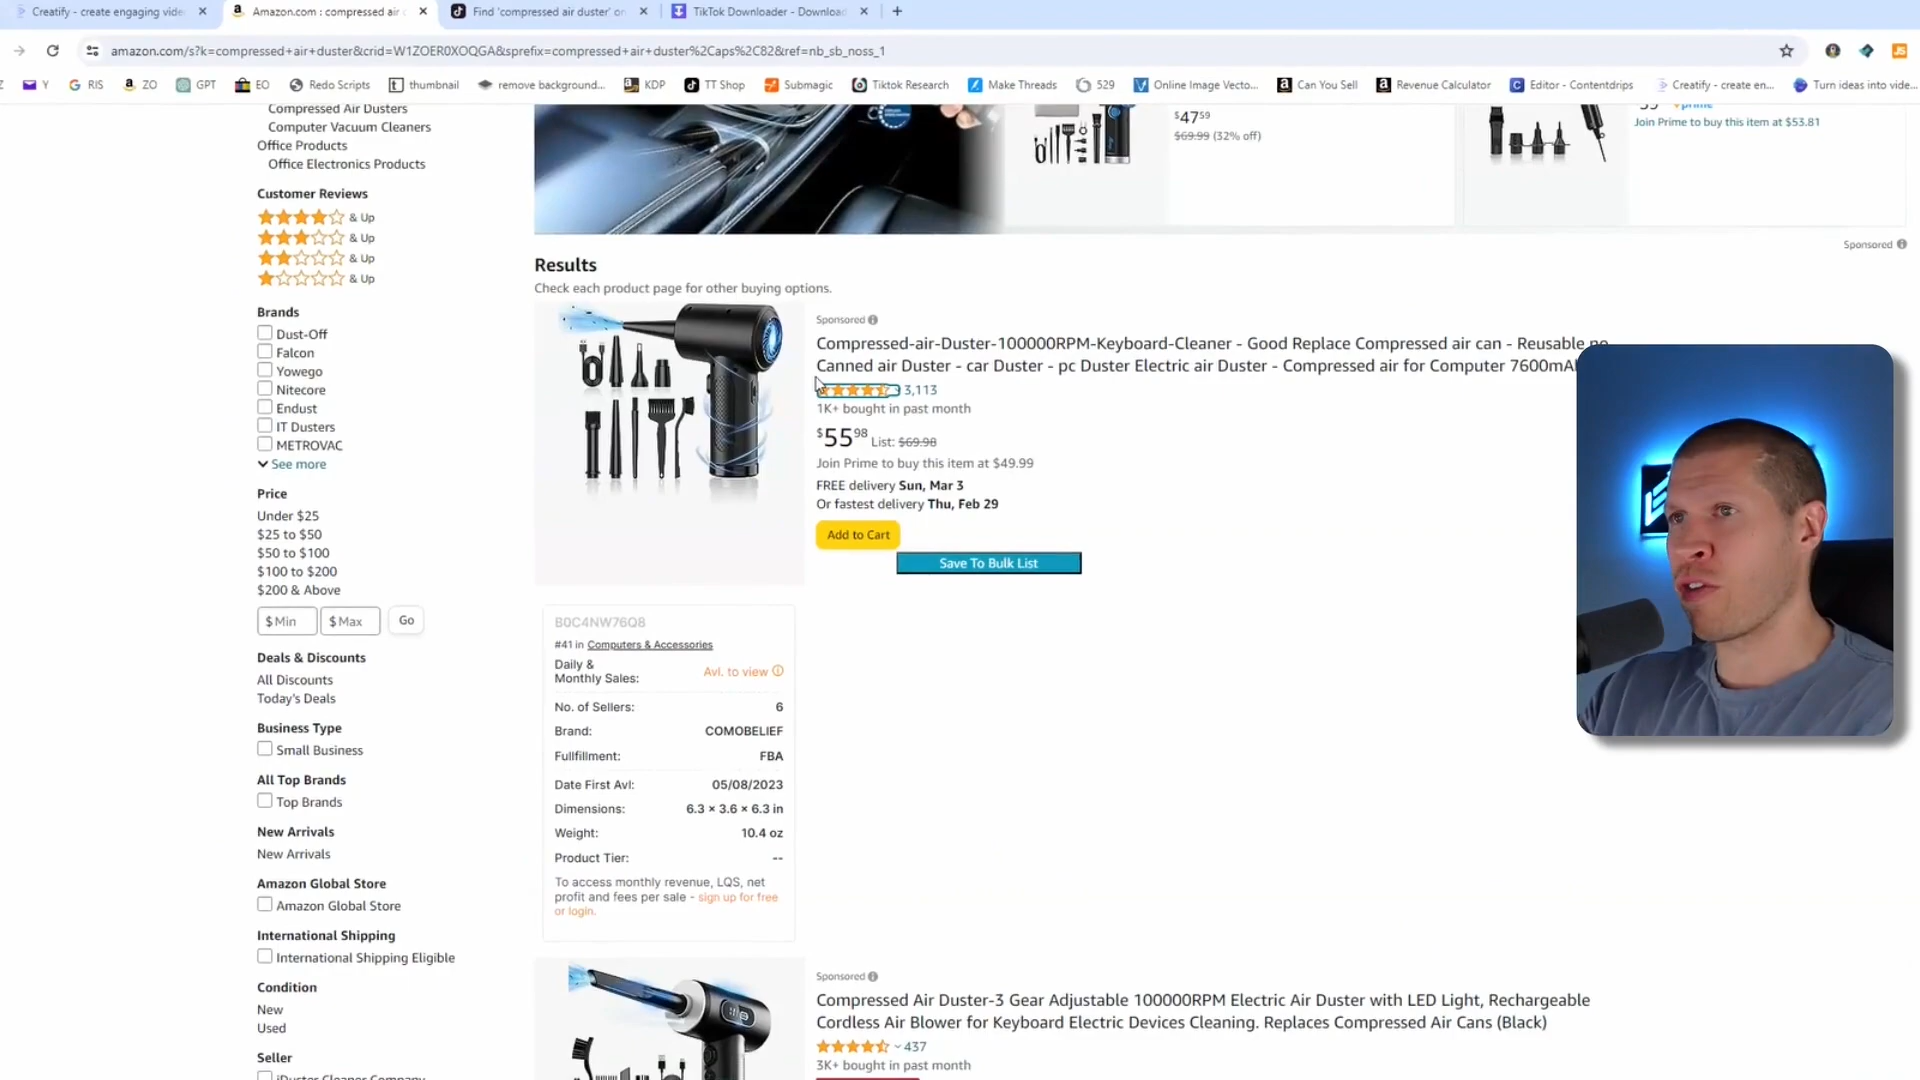 Creatify - create engaging vide
Amazon.com : compressed air
Find 'compressed air duster' on
TikTok Downloader - Download
amazon.com/s?k=compressed+air+duster&crid=W1ZOER0XOQGA&sprefix=compressed+air+duster%2Caps%2C82&ref=nb_sb_noss_1
Y
RIS
ZO
GPT
EO
Redo Scripts
thumbnail
remove background...
KDP
TT Shop
Submagic
Tiktok Research
Make Threads
529
Online Image Vecto...
Can You Sell
Revenue Calculator
Editor - Contentdrips
Creatify - create en...
Turn ideas into vide...
Compressed Air Dusters
Computer Vacuum Cleaners
Office Products
Office Electronics Products
Customer Reviews
& Up
& Up
& Up
& Up
Brands
Dust-Off
Falcon
Yowego
Nitecore
Endust
IT Dusters
METROVAC
See more
Price
Under $25
$25 to $50
$50 to $100
$100 to $200
$200 & Above
$ Min
$ Max
Go
Deals & Discounts
All Discounts
Today's Deals
Business Type
Small Business
All Top Brands
Top Brands
New Arrivals
New Arrivals
Amazon Global Store
Amazon Global Store
International Shipping
International Shipping Eligible
Condition
New
Used
Seller
iDuster Cleaner Company
$47 59
$69.99 (32% off)
prime
Join Prime to buy this item at $53.81
Sponsored
Results
Check each product page for other buying options.
Sponsored
Compressed-air-Duster-100000RPM-Keyboard-Cleaner - Good Replace Compressed air can - Reusable no
Canned air Duster - car Duster - pc Duster Electric air Duster - Compressed air for Computer 7600mAh
3,113
1K+ bought in past month
$55 98 List: $69.98
Join Prime to buy this item at $49.99
FREE delivery Sun, Mar 3
Or fastest delivery Thu, Feb 29
Add to Cart
Save To Bulk List
B0C4NW76Q8
#41 in Computers & Accessories
Daily &
Monthly Sales: Avl. to view
No. of Sellers: 6
Brand: COMOBELIEF
Fullfillment: FBA
Date First Avl: 05/08/2023
Dimensions: 6.3 × 3.6 × 6.3 in
Weight: 10.4 oz
Product Tier: --
To access monthly revenue, LQS, net
profit and fees per sale - sign up for free
or login.
Sponsored
Compressed Air Duster-3 Gear Adjustable 100000RPM Electric Air Duster with LED Light, Rechargeable
Cordless Air Blower for Keyboard Electric Devices Cleaning. Replaces Compressed Air Cans (Black)
437
3K+ bought in past month